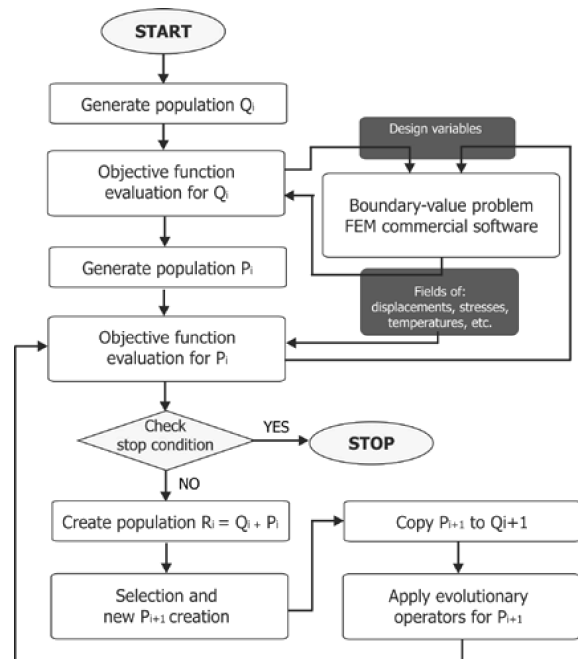 START
Generate population Qi
Design variables
Objective function
evaluation for Qi
Boundary-value problem
FEM commercial software
Generate population Pi
Fields of:
displacements, stresses,
temperatures, etc.
Objective function
evaluation for Pi
Check
stop condition
YES
STOP
NO
Create population Ri = Qi + Pi
Copy Pi+1 to Qi+1
Selection and
new Pi+1 creation
Apply evolutionary
operators for Pi+1